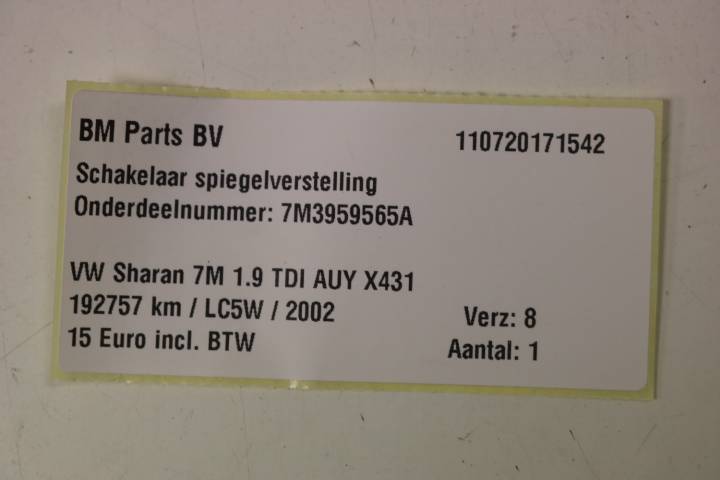 BM Parts BV 110720171542
Schakelaar spiegelverstelling
Onderdeelnummer: 7M3959565A
VW Sharan 7M 1.9 TDI AUY X431
192757 km / LC5W / 2002 Verz: 8
15 Euro incl. BTW Aantal: 1